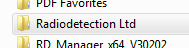 PDF Favorites
Radiodetection Ltd
RD_Manager_x64_V30202